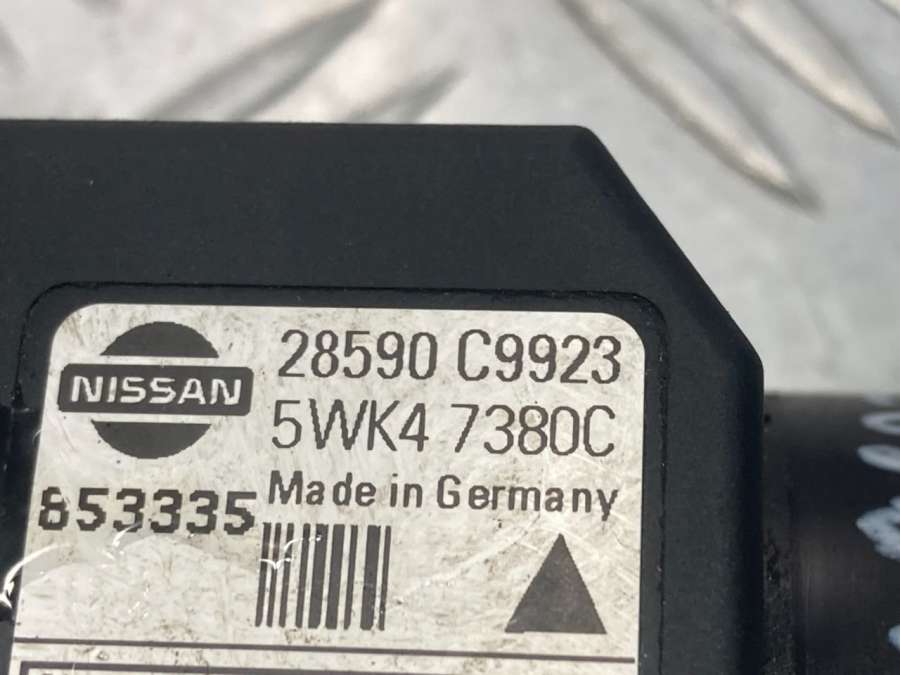 NISSAN
28590 C9923
5WK4 7380C
Made in Germany
853335